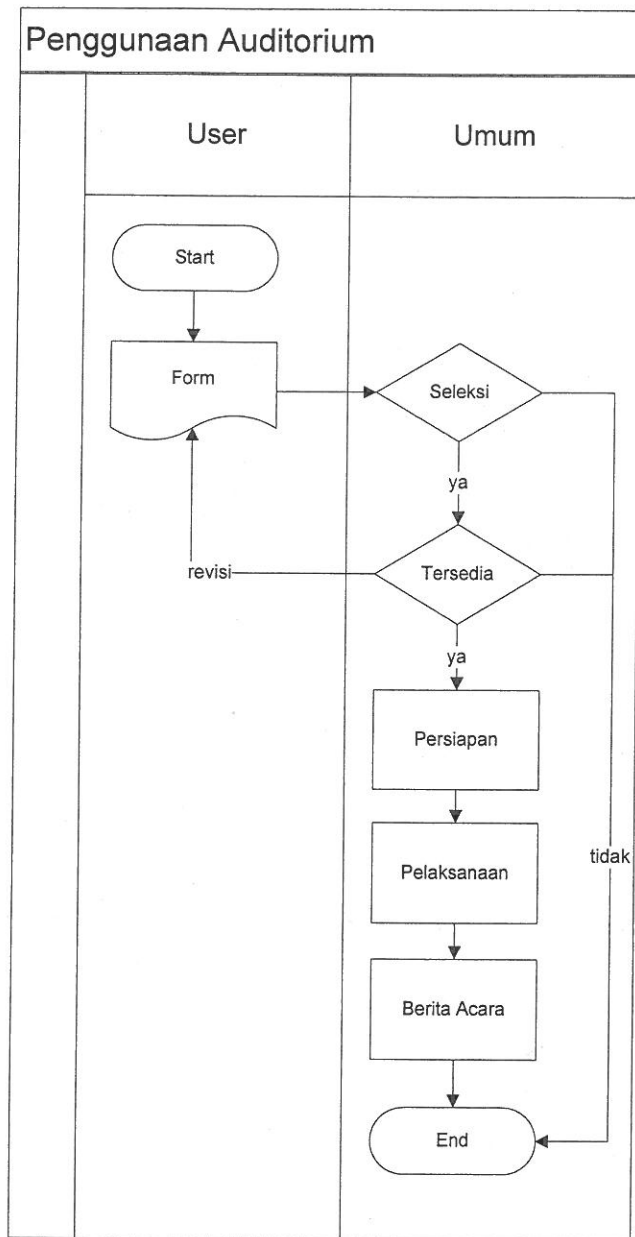 Penggunaan Auditorium
User
Umum
Start
Form
Seleksi
ya
revisi
Tersedia
ya
Persiapan
Pelaksanaan
tidak
Berita Acara
End